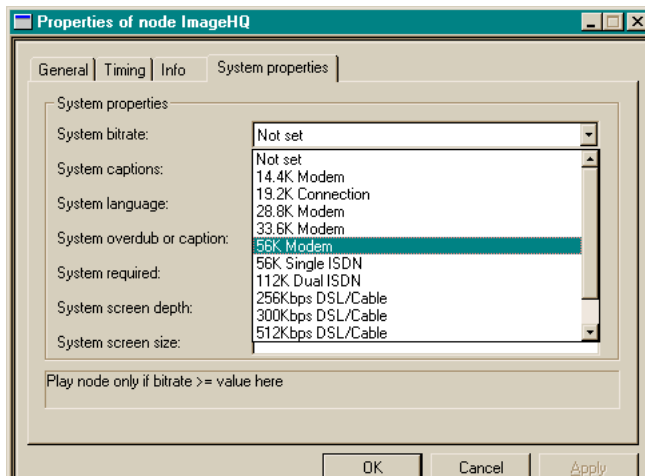 Properties of node ImageHQ
General Timing Info System properties
System properties
System bitrate: Not set
Not set
System captions:
14.4K Modem
19.2K Connection
System language:
28.8K Modem
33.6K Modem
System overdub or caption:
56K Modem
56K Single ISDN
System required:
112K Dual ISDN
256Kbps DSL/Cable
System screen depth:
300Kbps DSL/Cable
512Kbps DSL/Cable
System screen size:
Play node only if bitrate >= value here
OK Cancel Apply